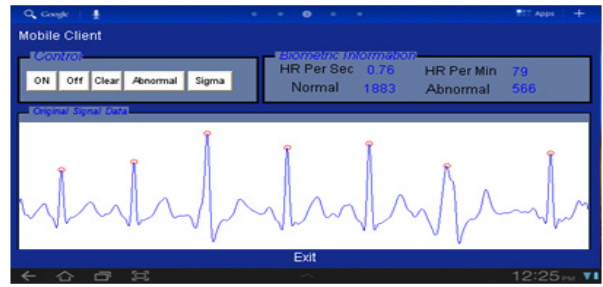 Google
Apps
Mobile Client
Control
ON Off Clear Abnormal Sigma
Biometric Information
HR Per Sec 0.76 HR Per Min 79
Normal 1883 Abnormal 566
Original Signal Data
Exit
12:25 PM